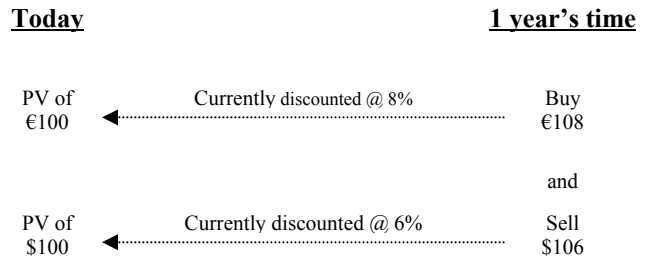 Today 1 year's time
PV of Currently discounted @ 8% Buy
€100 €108
and
PV of Currently discounted @ 6% Sell
$100 $106